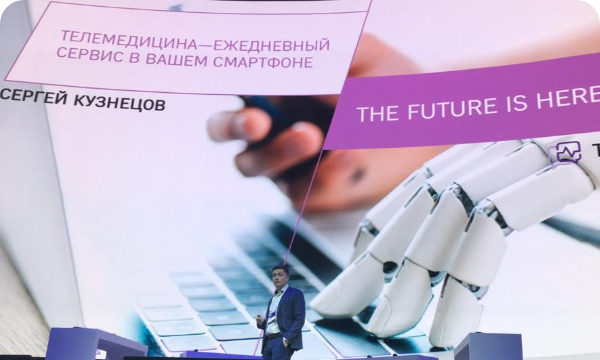 ТЕЛЕМЕДИЦИНА—ЕЖЕДНЕВНЫЙ
СЕРВИС В ВАШЕМ СМАРТФОНЕ
СЕРГЕЙ КУЗНЕЦОВ
THE FUTURE IS HERE